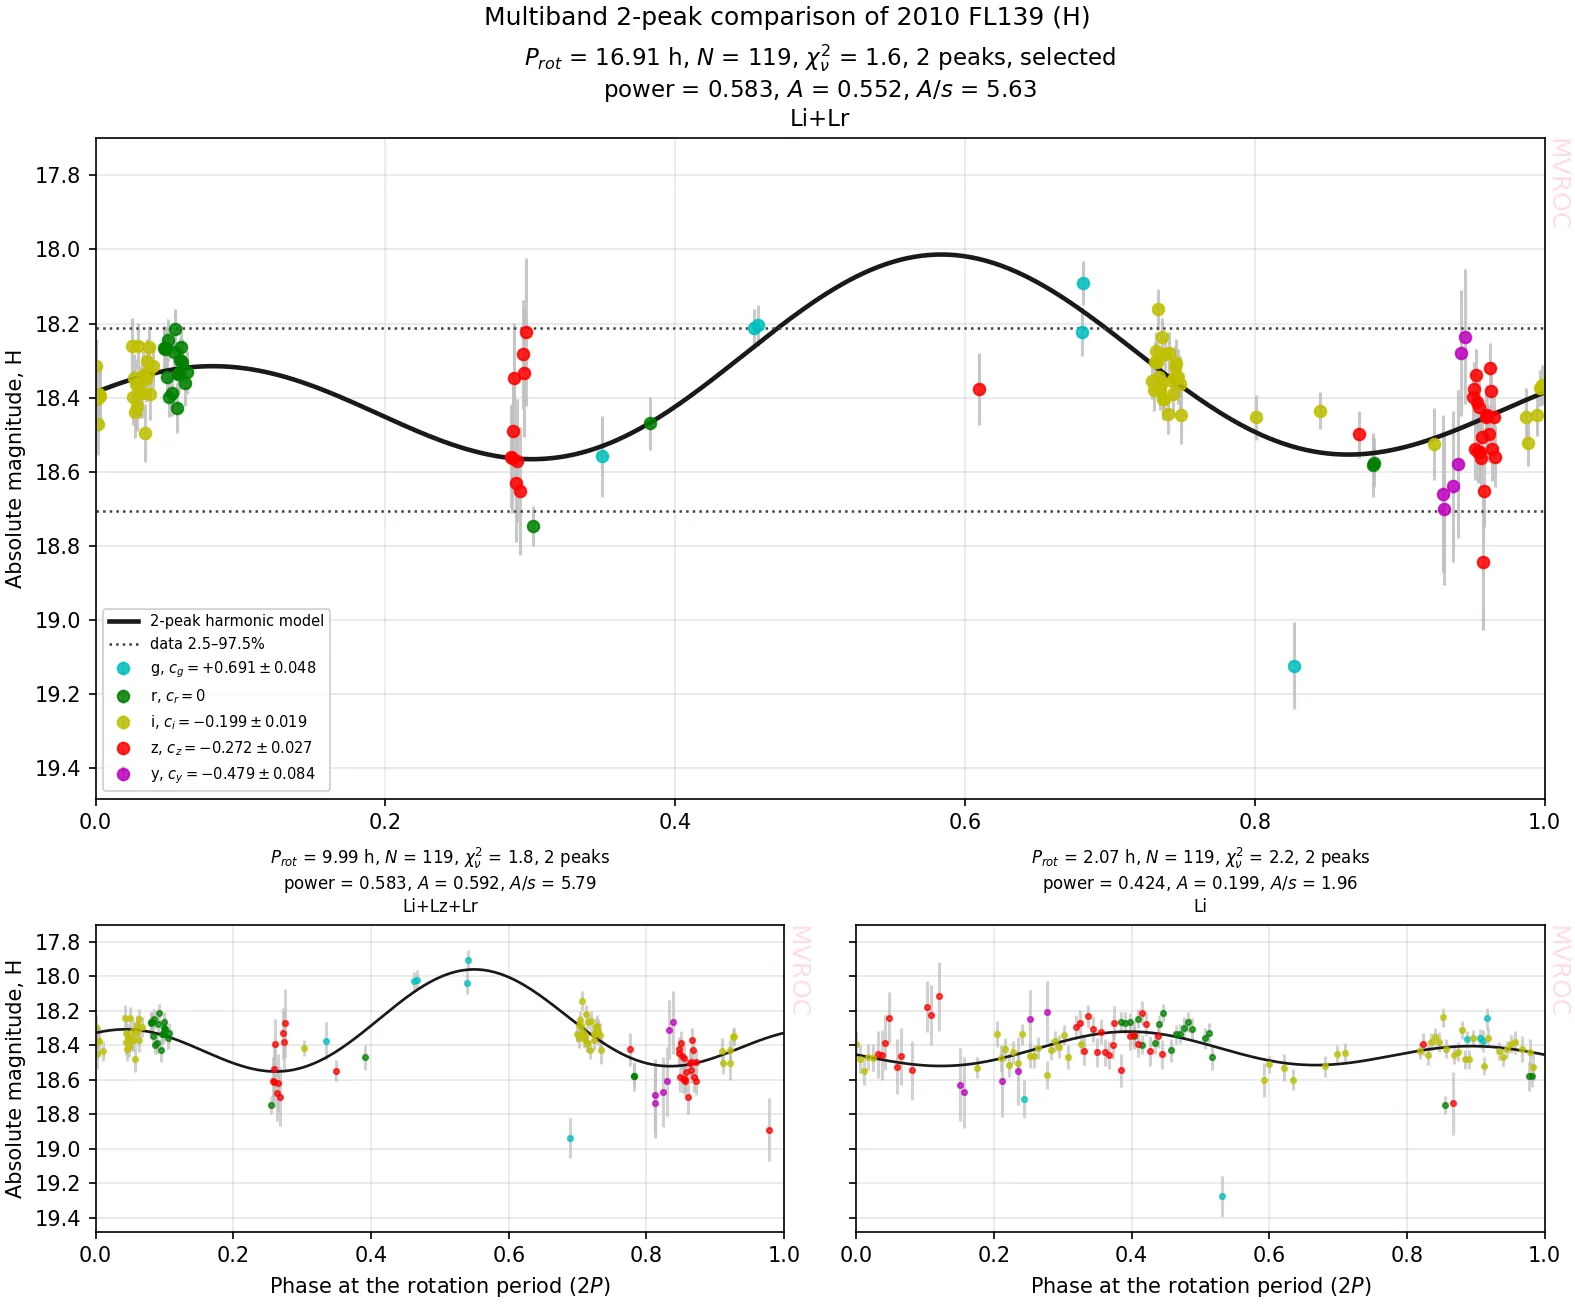 Multiband 2-peak comparison of 2010 FL139 (H)
P_rot = 16.91 h, N = 119, χ²_ν = 1.6, 2 peaks, selected
power = 0.583, A = 0.552, A/s = 5.63
Li+Lr
MVROC
17.8
18.0
18.2
18.4
18.6
18.8
19.0
19.2
19.4
Absolute magnitude, H
2-peak harmonic model
data 2.5–97.5%
g, c_g = +0.691 ± 0.048
r, c_r = 0
i, c_i = −0.199 ± 0.019
z, c_z = −0.272 ± 0.027
y, c_y = −0.479 ± 0.084
0.0 0.2 0.4 0.6 0.8 1.0
P_rot = 9.99 h, N = 119, χ²_ν = 1.8, 2 peaks
power = 0.583, A = 0.592, A/s = 5.79
Li+Lz+Lr
MVROC
17.8
18.0
18.2
18.4
18.6
18.8
19.0
19.2
19.4
Absolute magnitude, H
0.0 0.2 0.4 0.6 0.8 1.0
Phase at the rotation period (2P)
P_rot = 2.07 h, N = 119, χ²_ν = 2.2, 2 peaks
power = 0.424, A = 0.199, A/s = 1.96
Li
MVROC
0.0 0.2 0.4 0.6 0.8 1.0
Phase at the rotation period (2P)